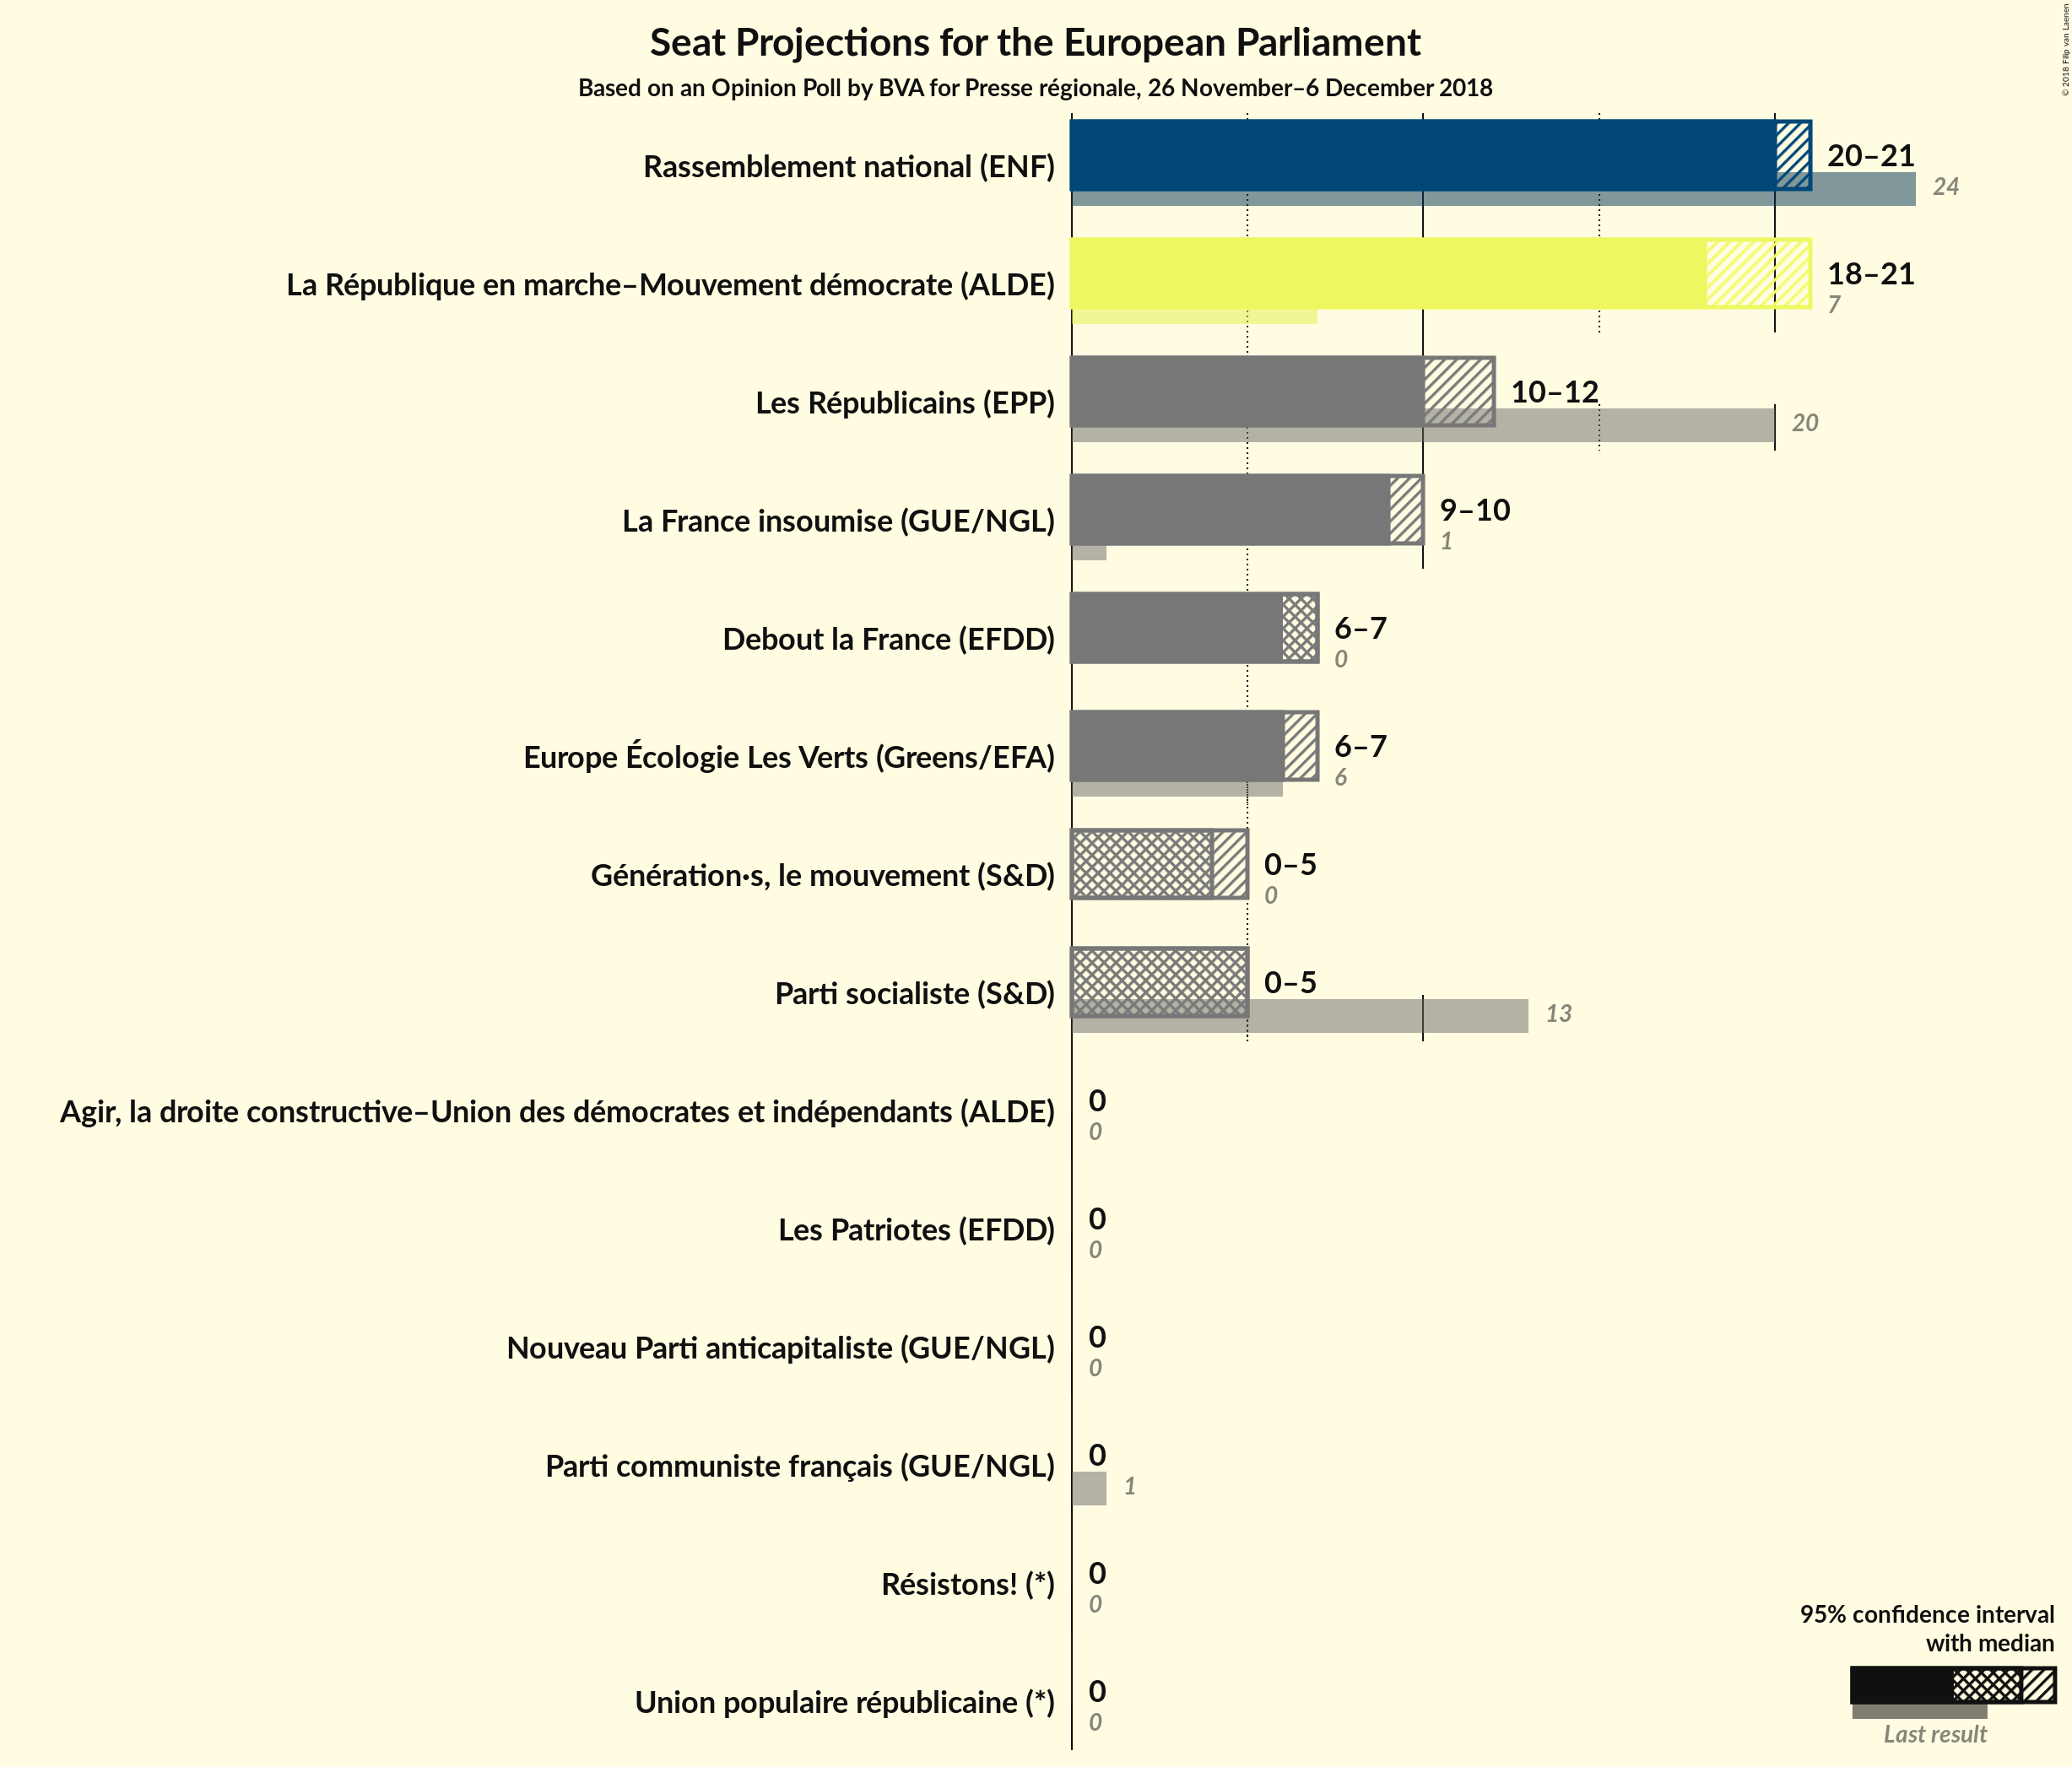 Seat Projections for the European Parliament
Based on an Opinion Poll by BVA for Presse régionale, 26 November–6 December 2018
© 2018 Filip van Laenen
Rassemblement national (ENF)
20–21
24
La République en marche–Mouvement démocrate (ALDE)
18–21
7
Les Républicains (EPP)
10–12
20
La France insoumise (GUE/NGL)
9–10
1
Debout la France (EFDD)
6–7
0
Europe Écologie Les Verts (Greens/EFA)
6–7
6
Génération·s, le mouvement (S&D)
0–5
0
Parti socialiste (S&D)
0–5
13
Agir, la droite constructive–Union des démocrates et indépendants (ALDE)
0
0
Les Patriotes (EFDD)
0
0
Nouveau Parti anticapitaliste (GUE/NGL)
0
0
Parti communiste français (GUE/NGL)
0
1
Résistons! (*)
0
0
Union populaire républicaine (*)
0
0
95% confidence interval
with median
Last result